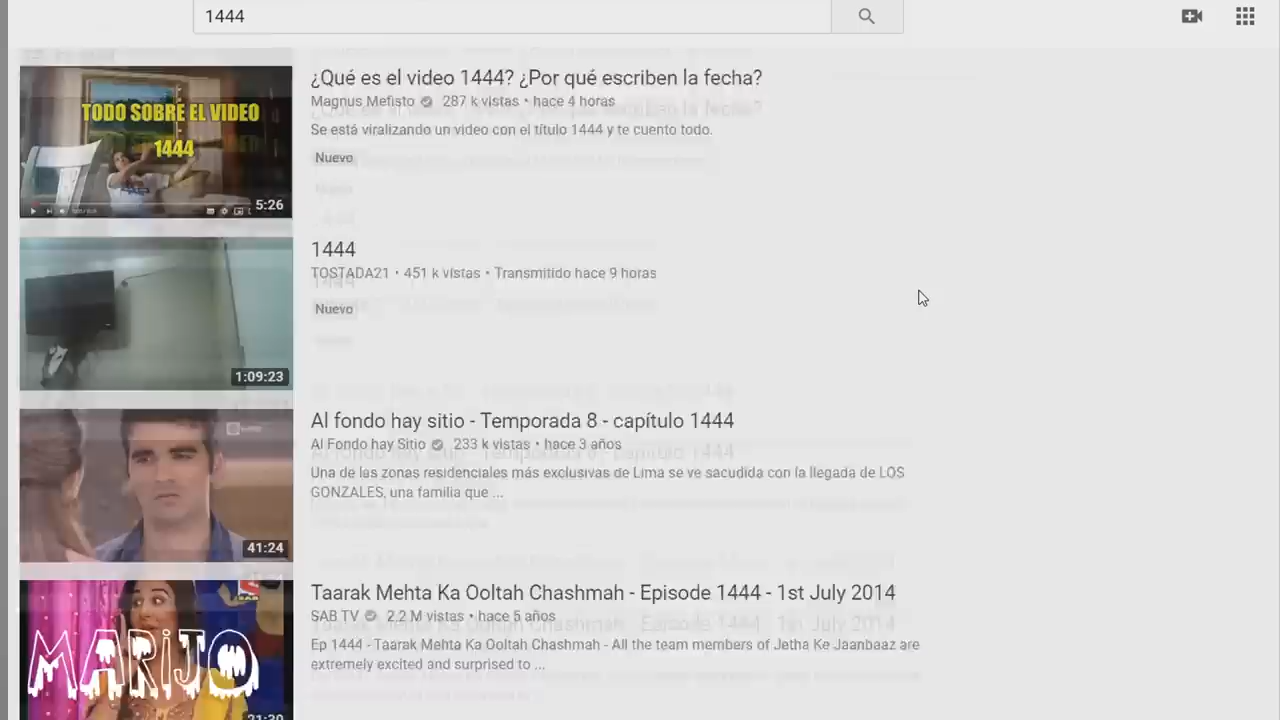 1444
TODO SOBRE EL VIDEO
1444
5:26
¿Qué es el video 1444? ¿Por qué escriben la fecha?
Magnus Mefisto 287 k vistas • hace 4 horas
Se está viralizando un video con el título 1444 y te cuento todo.
Nuevo
1:09:23
1444
TOSTADA21 • 451 k vistas • Transmitido hace 9 horas
Nuevo
41:24
Al fondo hay sitio - Temporada 8 - capítulo 1444
Al Fondo hay Sitio 233 k vistas • hace 3 años
Una de las zonas residenciales más exclusivas de Lima se ve sacudida con la llegada de LOS
GONZALES, una familia que ...
MARIJO
Taarak Mehta Ka Ooltah Chashmah - Episode 1444 - 1st July 2014
SAB TV 2.2 M vistas • hace 5 años
Ep 1444 - Taarak Mehta Ka Ooltah Chashmah - All the team members of Jetha Ke Jaanbaaz are
extremely excited and surprised to ...